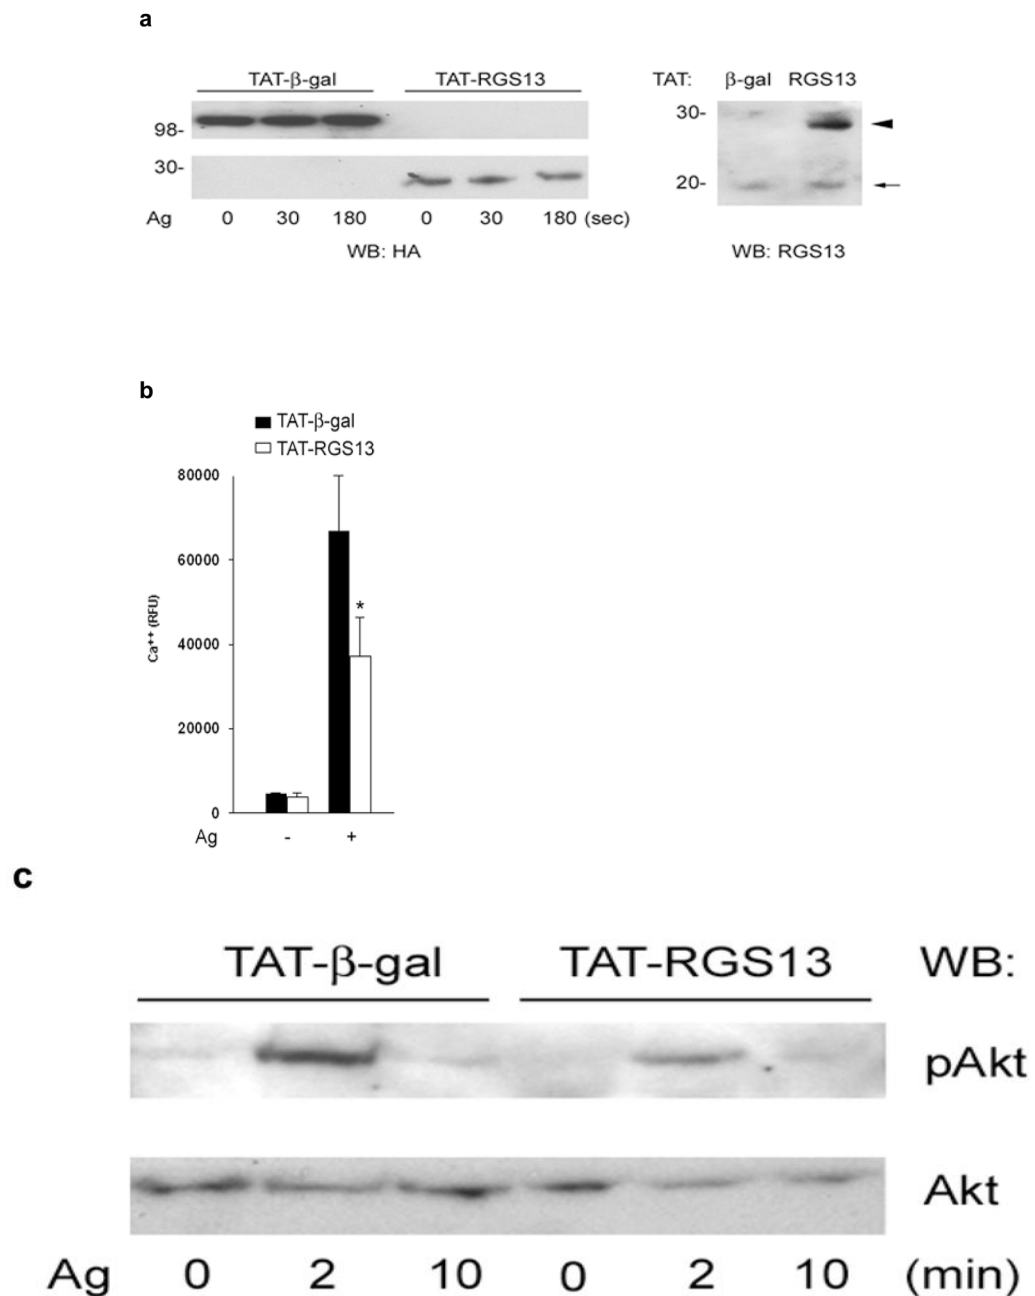 a
TAT-β-gal TAT-RGS13 TAT: β-gal RGS13
98-
30-
30-
20-
Ag 0 30 180 0 30 180 (sec)
WB: HA WB: RGS13
b
TAT-β-gal
TAT-RGS13
80000
60000
*
Ca++ (RFU)
40000
20000
0
Ag - +
c
TAT-β-gal TAT-RGS13 WB:
pAkt
Akt
Ag 0 2 10 0 2 10 (min)